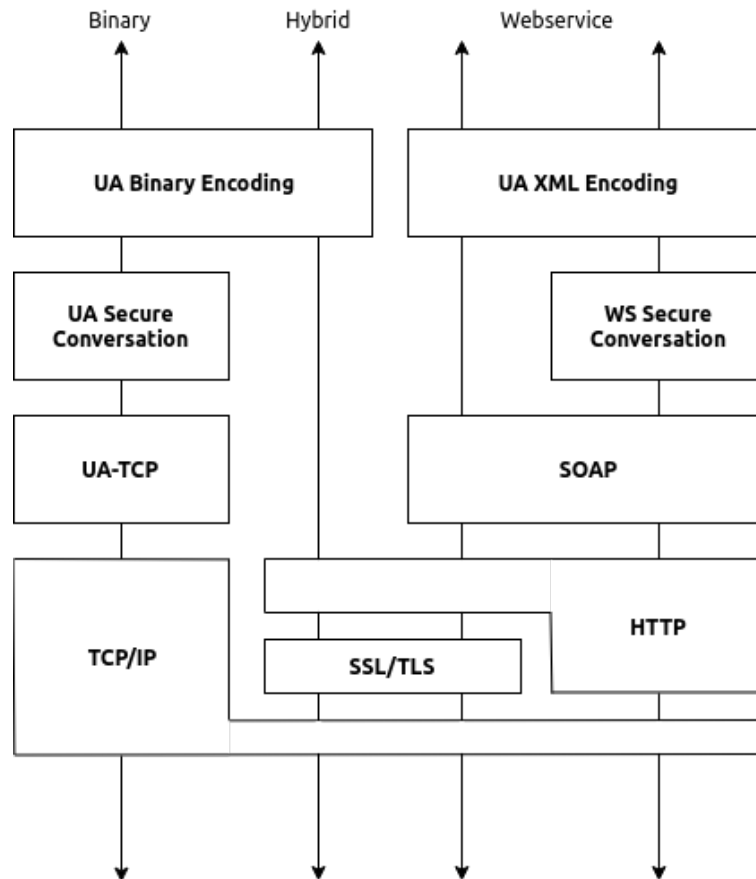 Binary
Hybrid
Webservice
UA Binary Encoding
UA XML Encoding
UA Secure
Conversation
WS Secure
Conversation
UA-TCP
SOAP
TCP/IP
HTTP
SSL/TLS